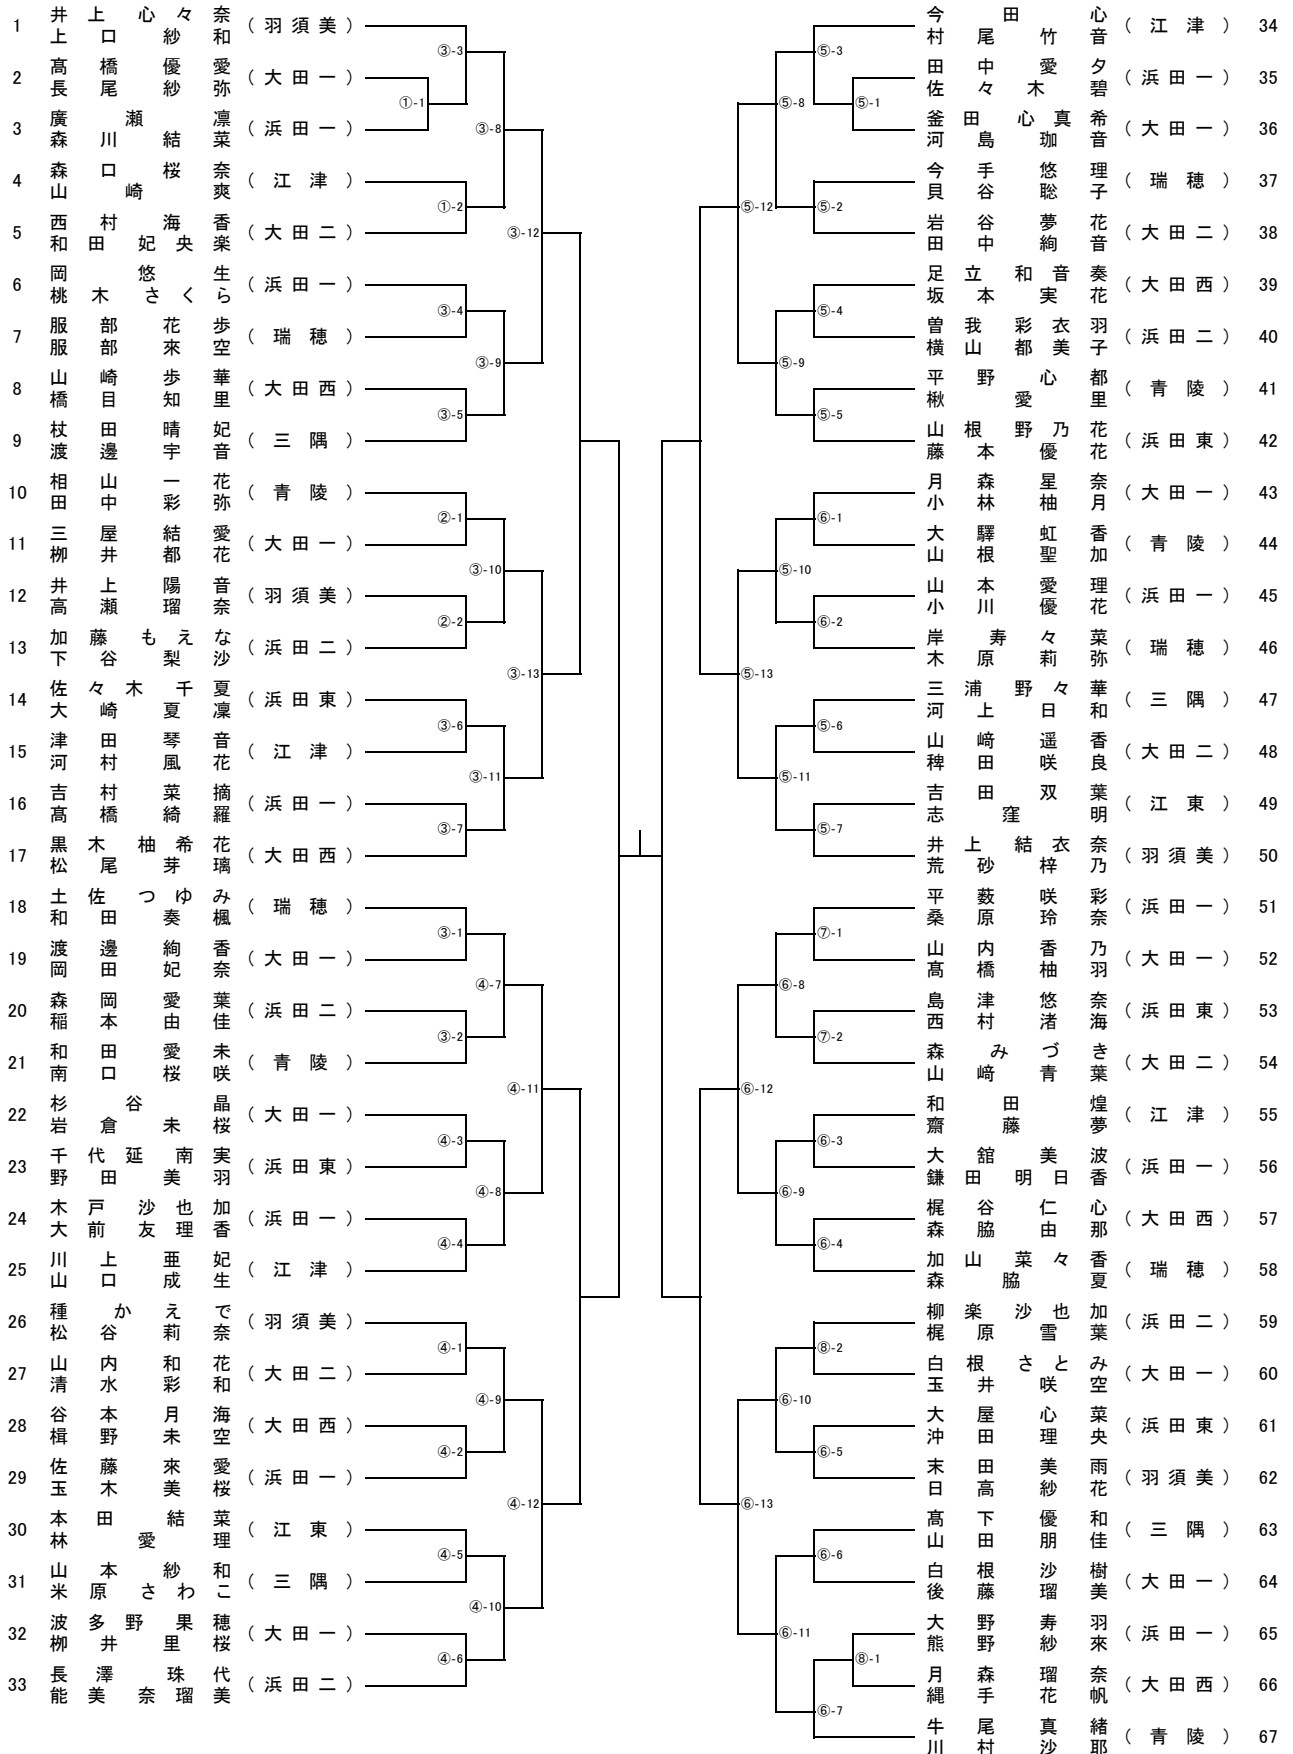 1 井上心々奈 (羽須美)
上口紗和
2 髙橋優愛 (大田一)
長尾紗弥
3 廣瀬凛 (浜田一)
森川結菜
4 森口桜奈 (江津)
山崎爽
5 西村海香 (大田二)
和田妃央楽
6 岡悠生 (浜田一)
桃木さくら
7 服部花歩 (瑞穂)
服部來空
8 山崎歩華 (大田西)
橋目知里
9 杖田晴妃 (三隅)
渡邊宇音
10 相山一花 (青陵)
田中彩弥
11 三屋結愛 (大田一)
栁井都花
12 井上陽音 (羽須美)
高瀬瑠奈
13 加藤もえな (浜田二)
下谷梨沙
14 佐々木千夏 (浜田東)
大崎夏凜
15 津田琴音 (江津)
河村風花
16 吉村菜摘 (浜田一)
髙橋綺羅
17 黒木柚希花 (大田西)
松尾芽璃
18 土佐つゆみ (瑞穂)
和田奏楓
19 渡邊絢香 (大田一)
岡田妃奈
20 森岡愛葉 (浜田二)
稲本由佳
21 和田愛未 (青陵)
南口桜咲
22 杉谷晶 (大田一)
岩倉未桜
23 千代延南実 (浜田東)
野田美羽
24 木戸沙也加 (浜田一)
大前友理香
25 川上亜妃 (江津)
山口成生
26 種かえで (羽須美)
松谷莉奈
27 山内和花 (大田二)
清水彩和
28 谷本月海 (大田西)
楫野未空
29 佐藤來愛 (浜田一)
玉木美桜
30 本田結菜 (江東)
林愛理
31 山本紗和 (三隅)
米原さわこ
32 波多野果穂 (大田一)
栁井里桜
33 長澤珠代 (浜田二)
能美奈瑠美
③-3
①-1
③-8
①-2
③-12
③-4
③-9
③-5
②-1
③-10
②-2
③-13
③-6
③-11
③-7
③-1
④-7
③-2
④-11
④-3
④-8
④-4
④-1
④-9
④-2
④-12
④-5
④-10
④-6
⑤-3
⑤-8
⑤-1
⑤-12
⑤-2
⑤-4
⑤-9
⑤-5
⑥-1
⑤-10
⑥-2
⑤-13
⑤-6
⑤-11
⑤-7
⑦-1
⑥-8
⑦-2
⑥-12
⑥-3
⑥-9
⑥-4
⑧-2
⑥-10
⑥-5
⑥-13
⑥-6
⑥-11
⑧-1
⑥-7
今田心 (江津) 34
村尾竹音
田中愛夕 (浜田一) 35
佐々木碧
釜田心真希 (大田一) 36
河島珈音
今手悠理 (瑞穂) 37
貝谷聡子
岩谷夢花 (大田二) 38
田中絢音
足立和音奏 (大田西) 39
坂本実花
曽我彩衣羽 (浜田二) 40
横山都美子
平野心都 (青陵) 41
楸愛里
山根野乃花 (浜田東) 42
藤本優花
月森星奈 (大田一) 43
小林柚月
大驛虹香 (青陵) 44
山根聖加
山本愛理 (浜田一) 45
小川優花
岸寿々菜 (瑞穂) 46
木原莉弥
三浦野々華 (三隅) 47
河上日和
山﨑遥香 (大田二) 48
稗田咲良
吉田双葉 (江東) 49
志窪明
井上結衣奈 (羽須美) 50
荒砂梓乃
平薮咲彩 (浜田一) 51
桑原玲奈
山内香乃 (大田一) 52
髙橋柚羽
島津悠奈 (浜田東) 53
西村渚海
森みづき (大田二) 54
山﨑青葉
和田煌 (江津) 55
齋藤夢
大舘美波 (浜田一) 56
鎌田明日香
梶谷仁心 (大田西) 57
森脇由那
加山菜々香 (瑞穂) 58
森脇夏
柳楽沙也加 (浜田二) 59
梶原雪葉
白根さとみ (大田一) 60
玉井咲空
大屋心菜 (浜田東) 61
沖田理央
末田美雨 (羽須美) 62
日高紗花
髙下優和 (三隅) 63
山田朋佳
白根沙樹 (大田一) 64
後藤瑠美
大野寿羽 (浜田一) 65
熊野紗來
月森瑠奈 (大田西) 66
縄手花帆
牛尾真緒 (青陵) 67
川村沙耶